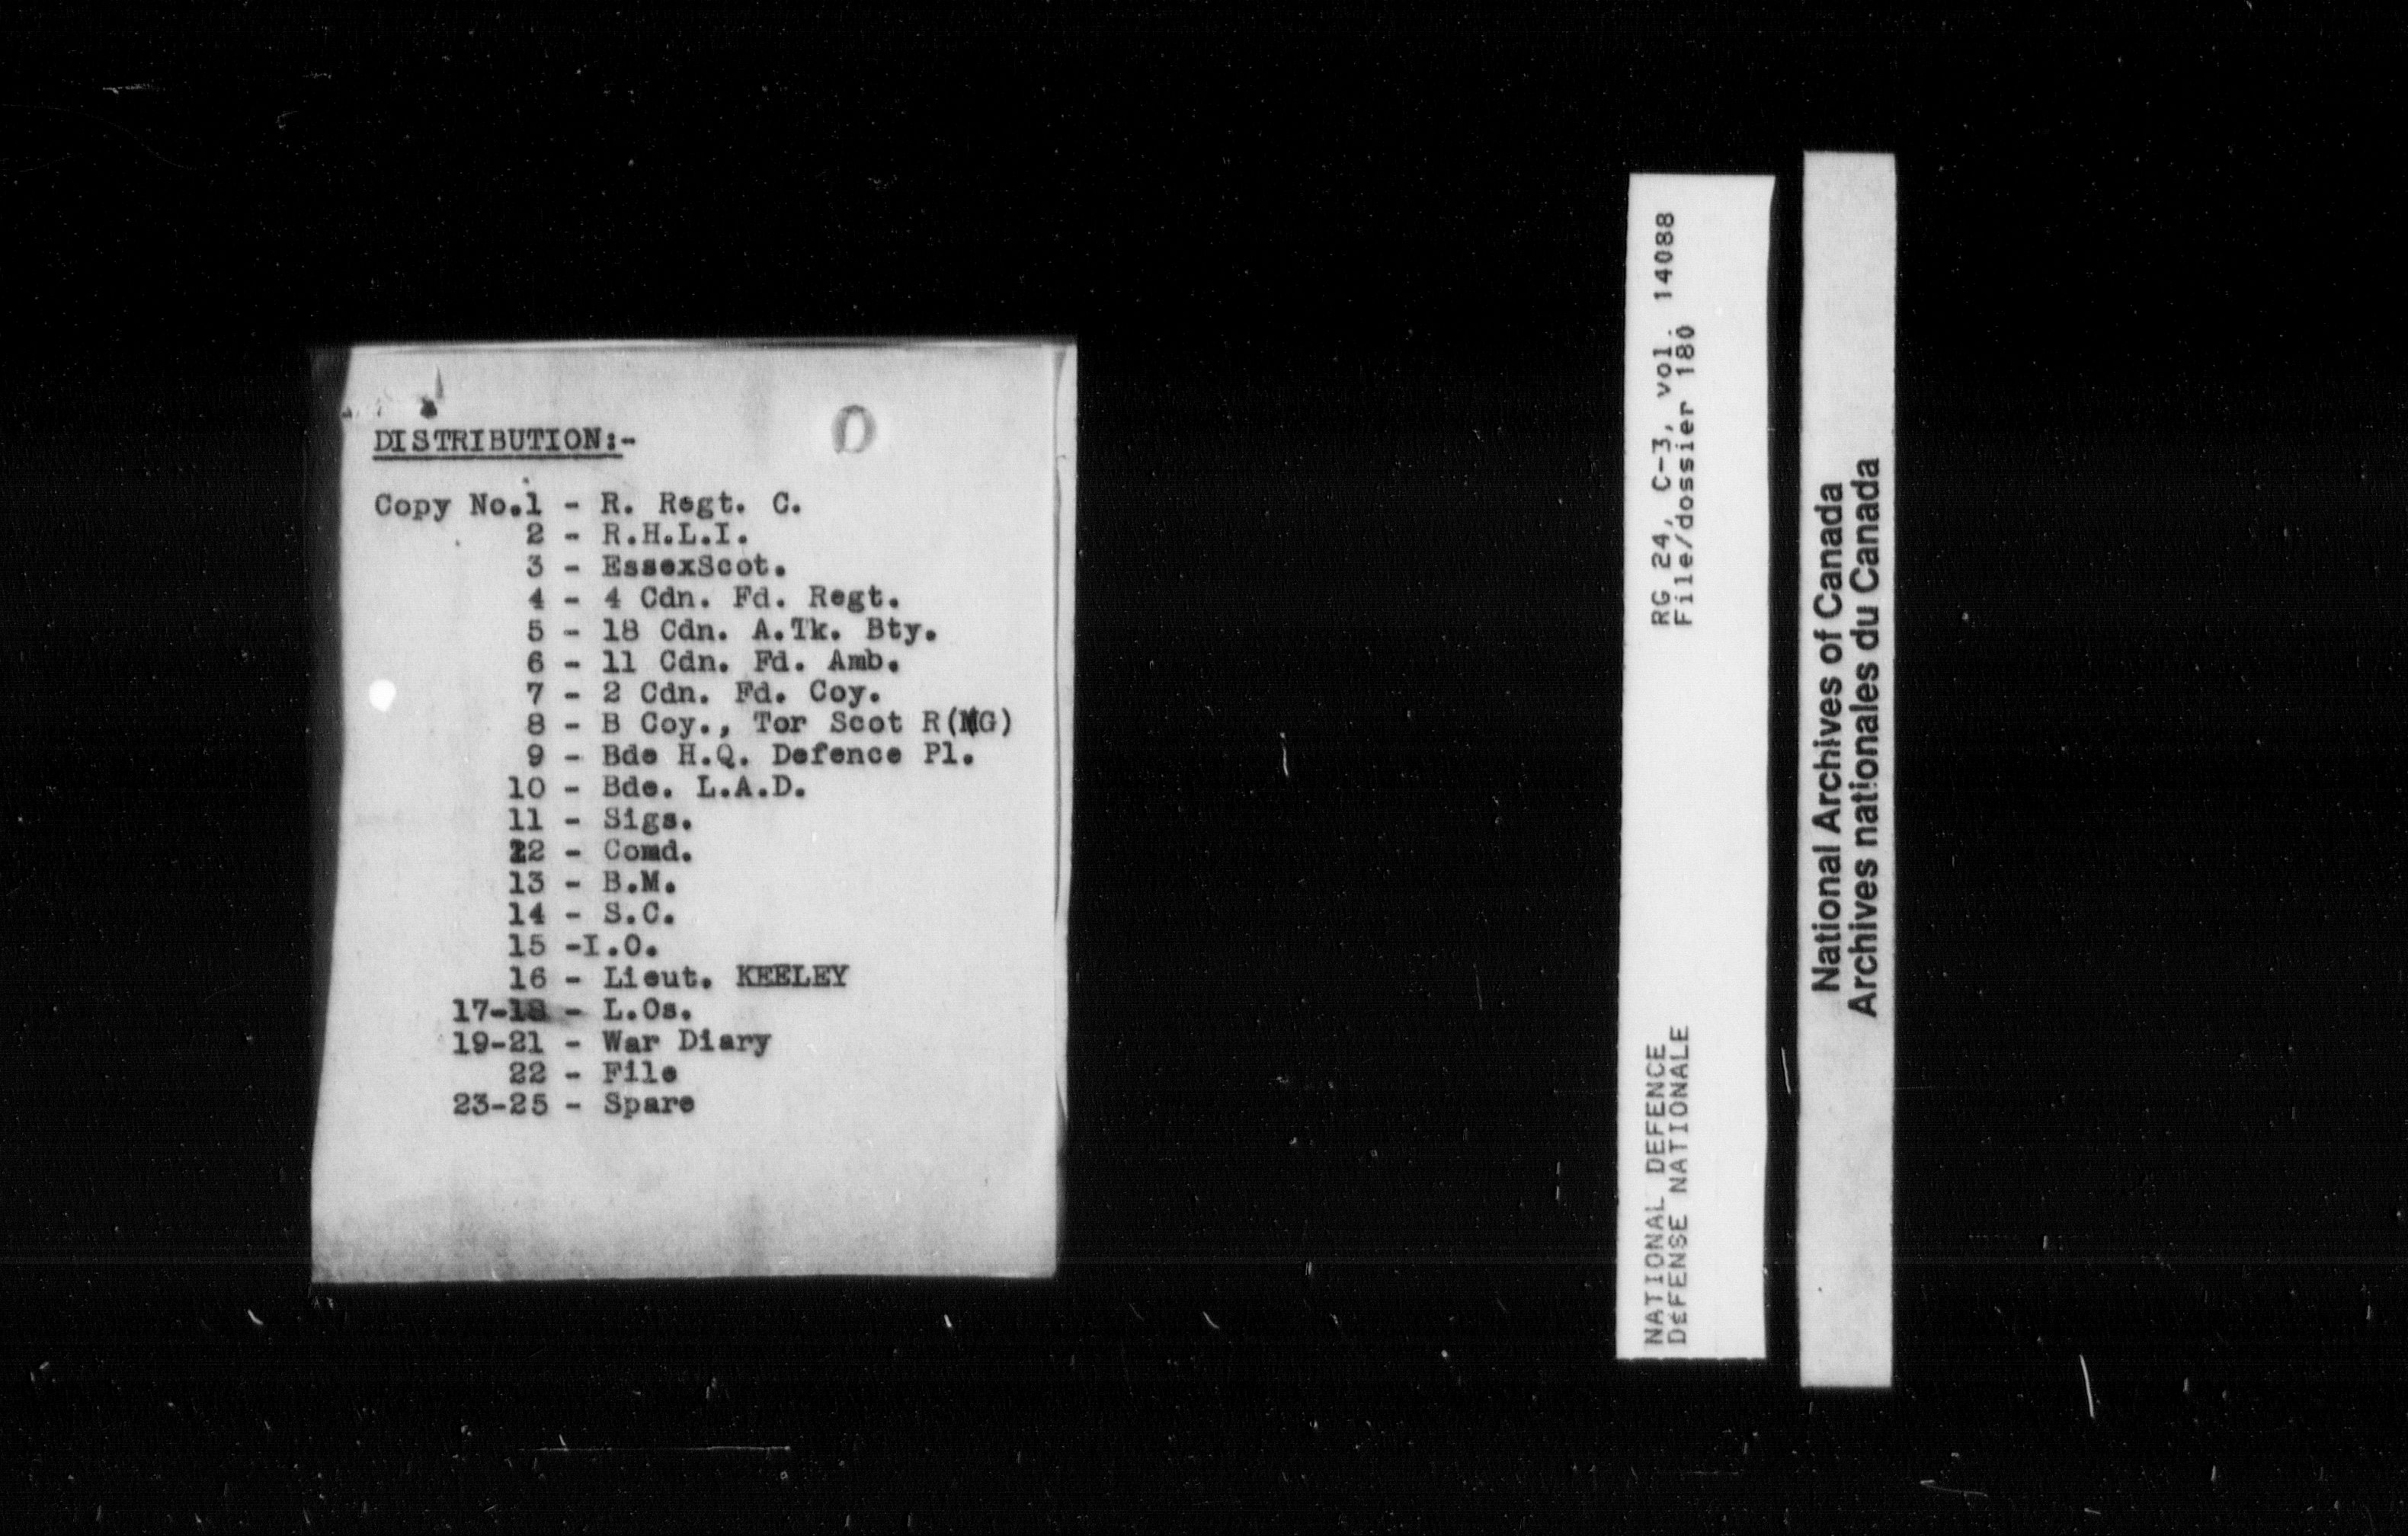 O
DISTRIBUTION:-
Copy No.1 - R. Regt. C.
2 - R.H.L.I.
3 - EssexScot.
4 - 4 Cdn. Fd. Regt.
5 - 18 Cdn. A.Tk. Bty.
6 - 11 Cdn. Fd. Amb.
7 - 2 Cdn. Fd. Coy.
8 - B Coy., Tor Scot R(MG)
9 - Bde H.Q. Defence Pl.
10 - Bde. L.A.D.
11 - Sigs.
12 - Comd.
13 - B.M.
14 - S.C.
15 -I.O.
16 - Lieut. KEELEY
17-18 - L.Os.
19-21 - War Diary
22 - File
23-25 - Spare
RG 24, C-3, vol. 14088
File/dossier 180
NATIONAL DEFENCE
DéFENSE NATIONALE
National Archives of Canada
Archives nationales du Canada